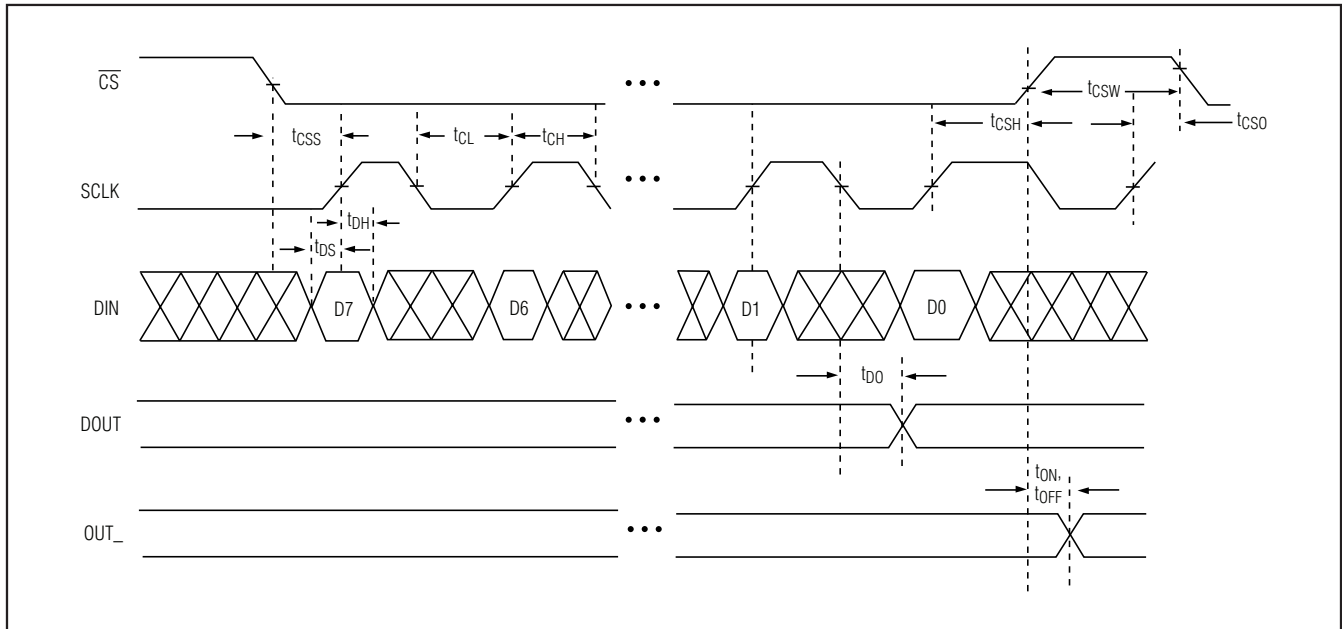 CS
• • •
tCSW
tCSS
tCL
tCH
tCSH
tCSO
SCLK
• • •
tDH
tDS
DIN
D7
D6
• • •
D1
D0
tDO
DOUT
• • •
tON,
tOFF
OUT_
• • •